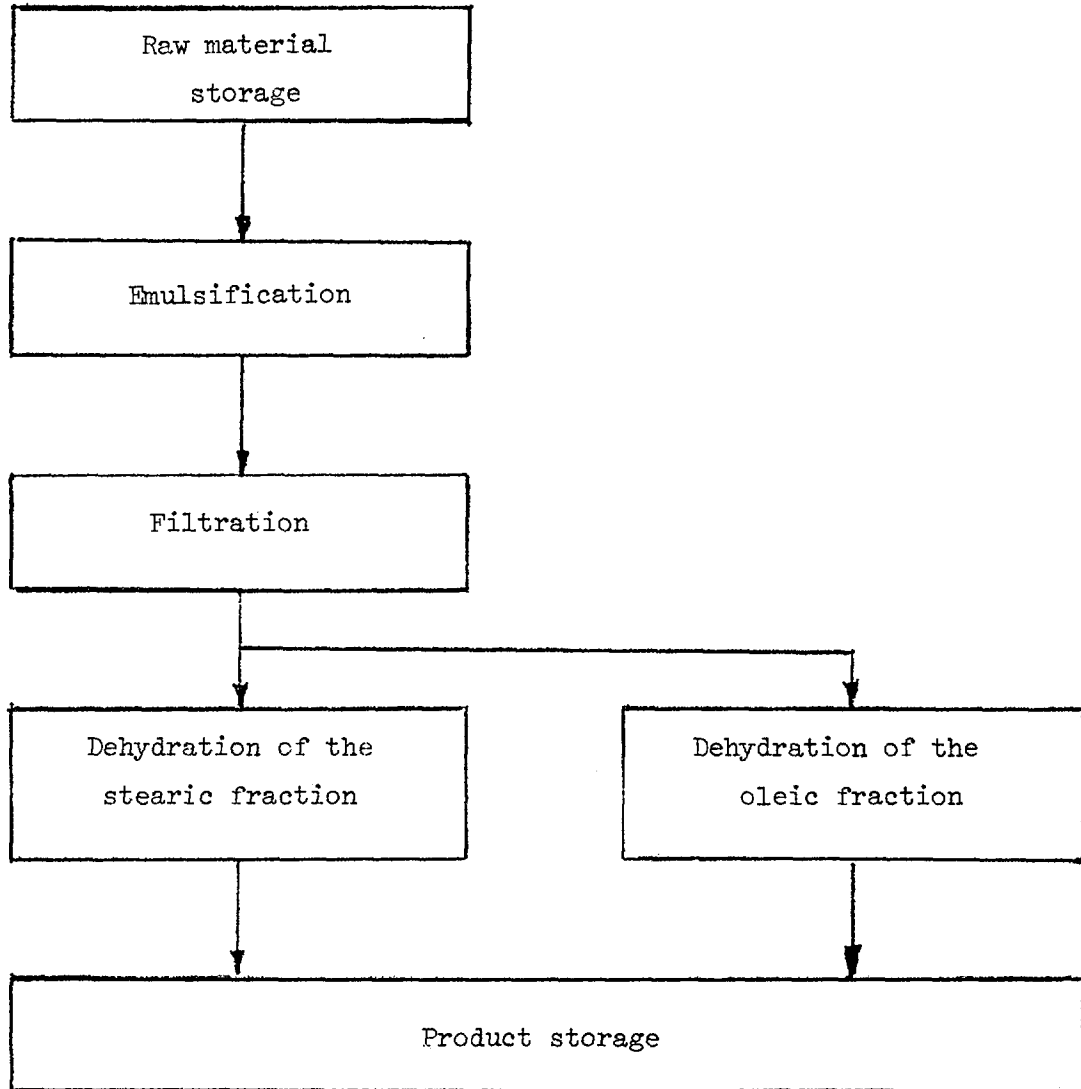 Raw material
storage
Emulsification
Filtration
Dehydration of the
stearic fraction
Dehydration of the
oleic fraction
Product storage